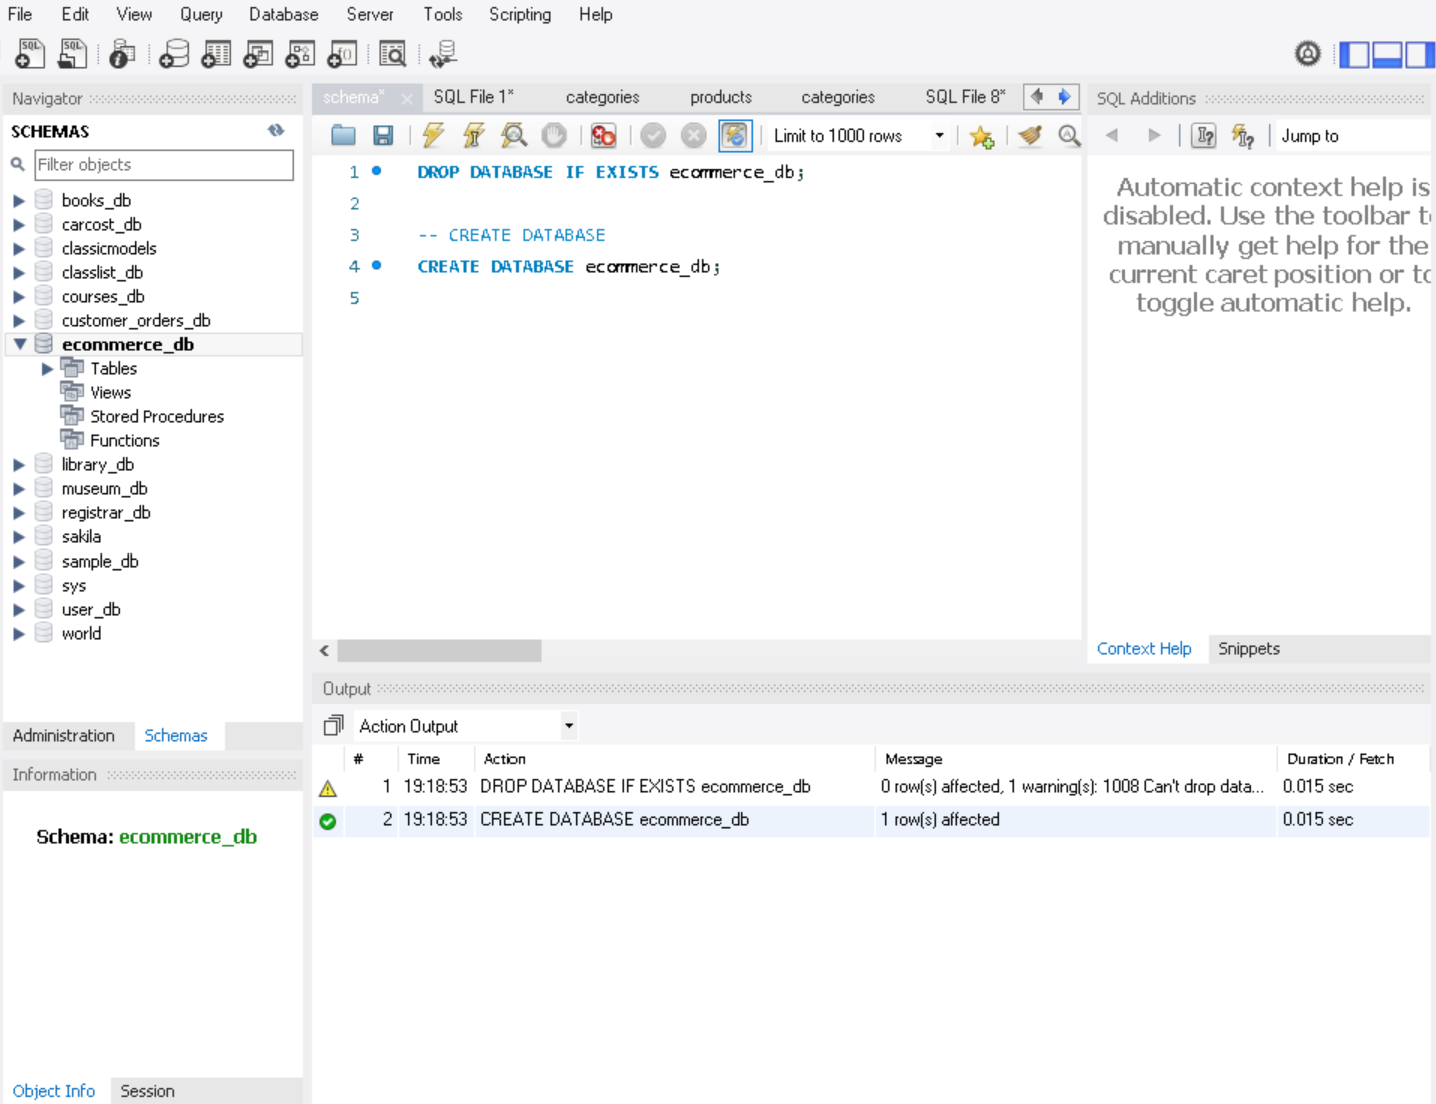 File Edit View Query Database Server Tools Scripting Help
SQL SQL
Navigator
SCHEMAS
Filter objects
books_db
carcost_db
classicmodels
classlist_db
courses_db
customer_orders_db
ecommerce_db
Tables
Views
Stored Procedures
Functions
library_db
museum_db
registrar_db
sakila
sample_db
sys
user_db
world
Administration Schemas
Information
Schema: ecommerce_db
Object Info Session
schema* SQL File 1* categories products categories SQL File 8*
Limit to 1000 rows
1 DROP DATABASE IF EXISTS ecommerce_db;
2
3 -- CREATE DATABASE
4 CREATE DATABASE ecommerce_db;
5
SQL Additions
Jump to
Automatic context help is
disabled. Use the toolbar t
manually get help for the
current caret position or to
toggle automatic help.
Context Help Snippets
Output
Action Output
# Time Action Message Duration / Fetch
1 19:18:53 DROP DATABASE IF EXISTS ecommerce_db 0 row(s) affected, 1 warning(s): 1008 Can't drop data... 0.015 sec
2 19:18:53 CREATE DATABASE ecommerce_db 1 row(s) affected 0.015 sec